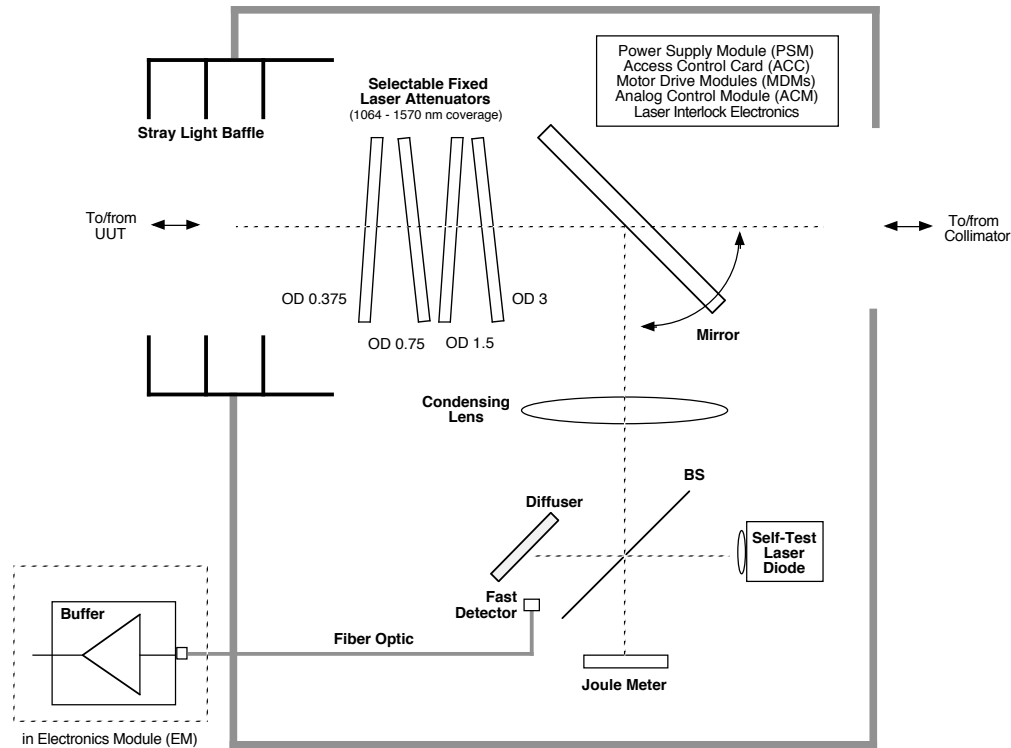 Power Supply Module (PSM)
Access Control Card (ACC)
Motor Drive Modules (MDMs)
Analog Control Module (ACM)
Laser Interlock Electronics
Selectable Fixed
Laser Attenuators
(1064 - 1570 nm coverage)
Stray Light Baffle
To/from
UUT
To/from
Collimator
OD 0.375
OD 3
OD 0.75
OD 1.5
Mirror
Condensing
Lens
BS
Diffuser
Self-Test
Laser
Diode
Fast
Detector
Buffer
Fiber Optic
Joule Meter
in Electronics Module (EM)